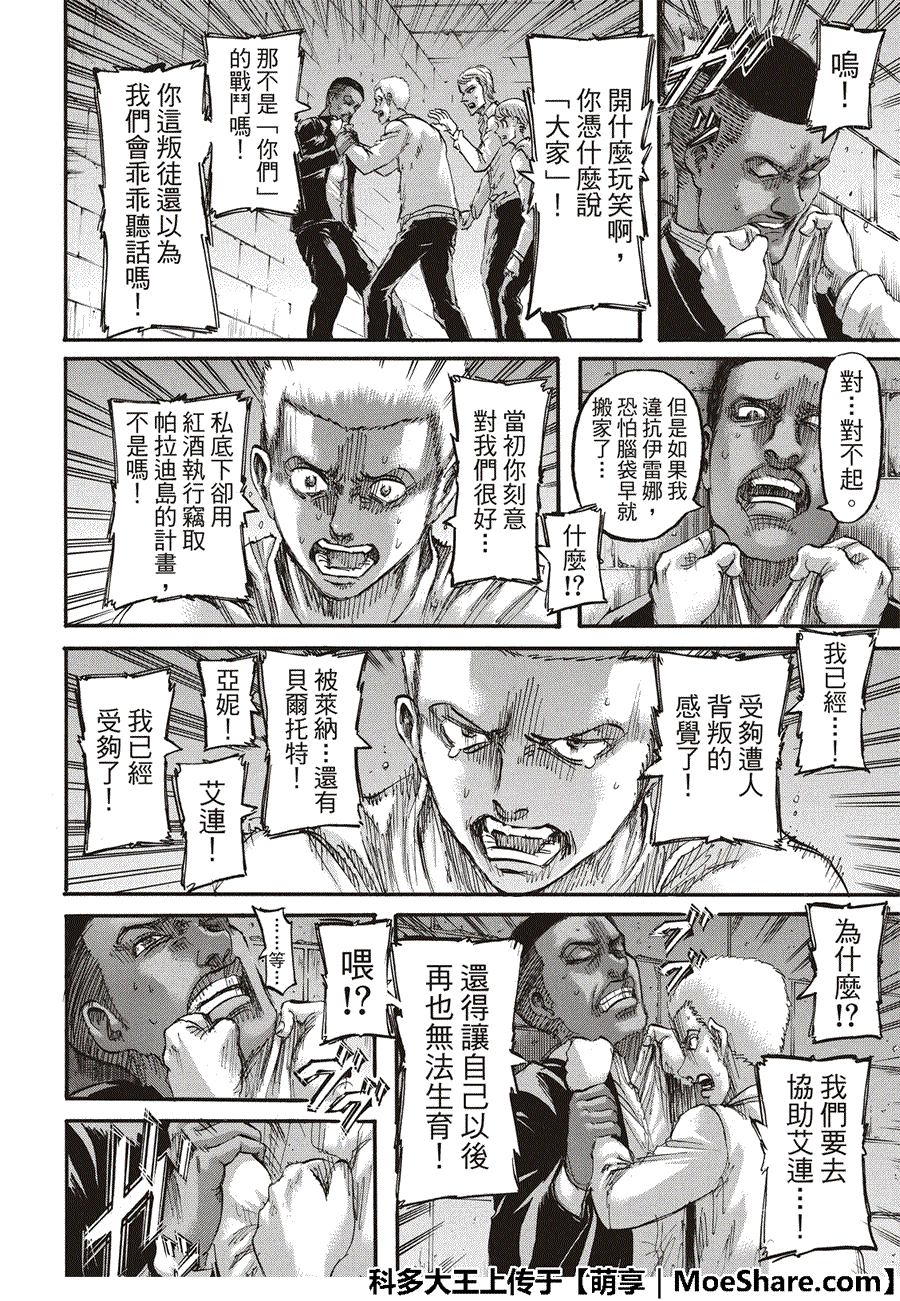 嗚！
開什麼玩笑啊，
你憑什麼說
「大家」！
那不是「你們」
的戰鬥嗎！
你這叛徒還以為
我們會乖乖聽話嗎！
對…對不起。
但是如果我
違抗伊雷娜，
恐怕腦袋早就
搬家了…
什麼!?
當初你刻意
對我們很好…
私底下卻用
紅酒執行竊取
帕拉迪島的計畫，
不是嗎！
我已經…！
受夠遭人
背叛的
感覺了！
被萊納…還有
貝爾托特！
亞妮！
艾連！
我已經
受夠了！
為什麼!?
我們要去
協助艾連…！
還得讓自己以後
再也無法生育！
……等…
喂!?
科多大王上传于【萌享｜MoeShare.com】